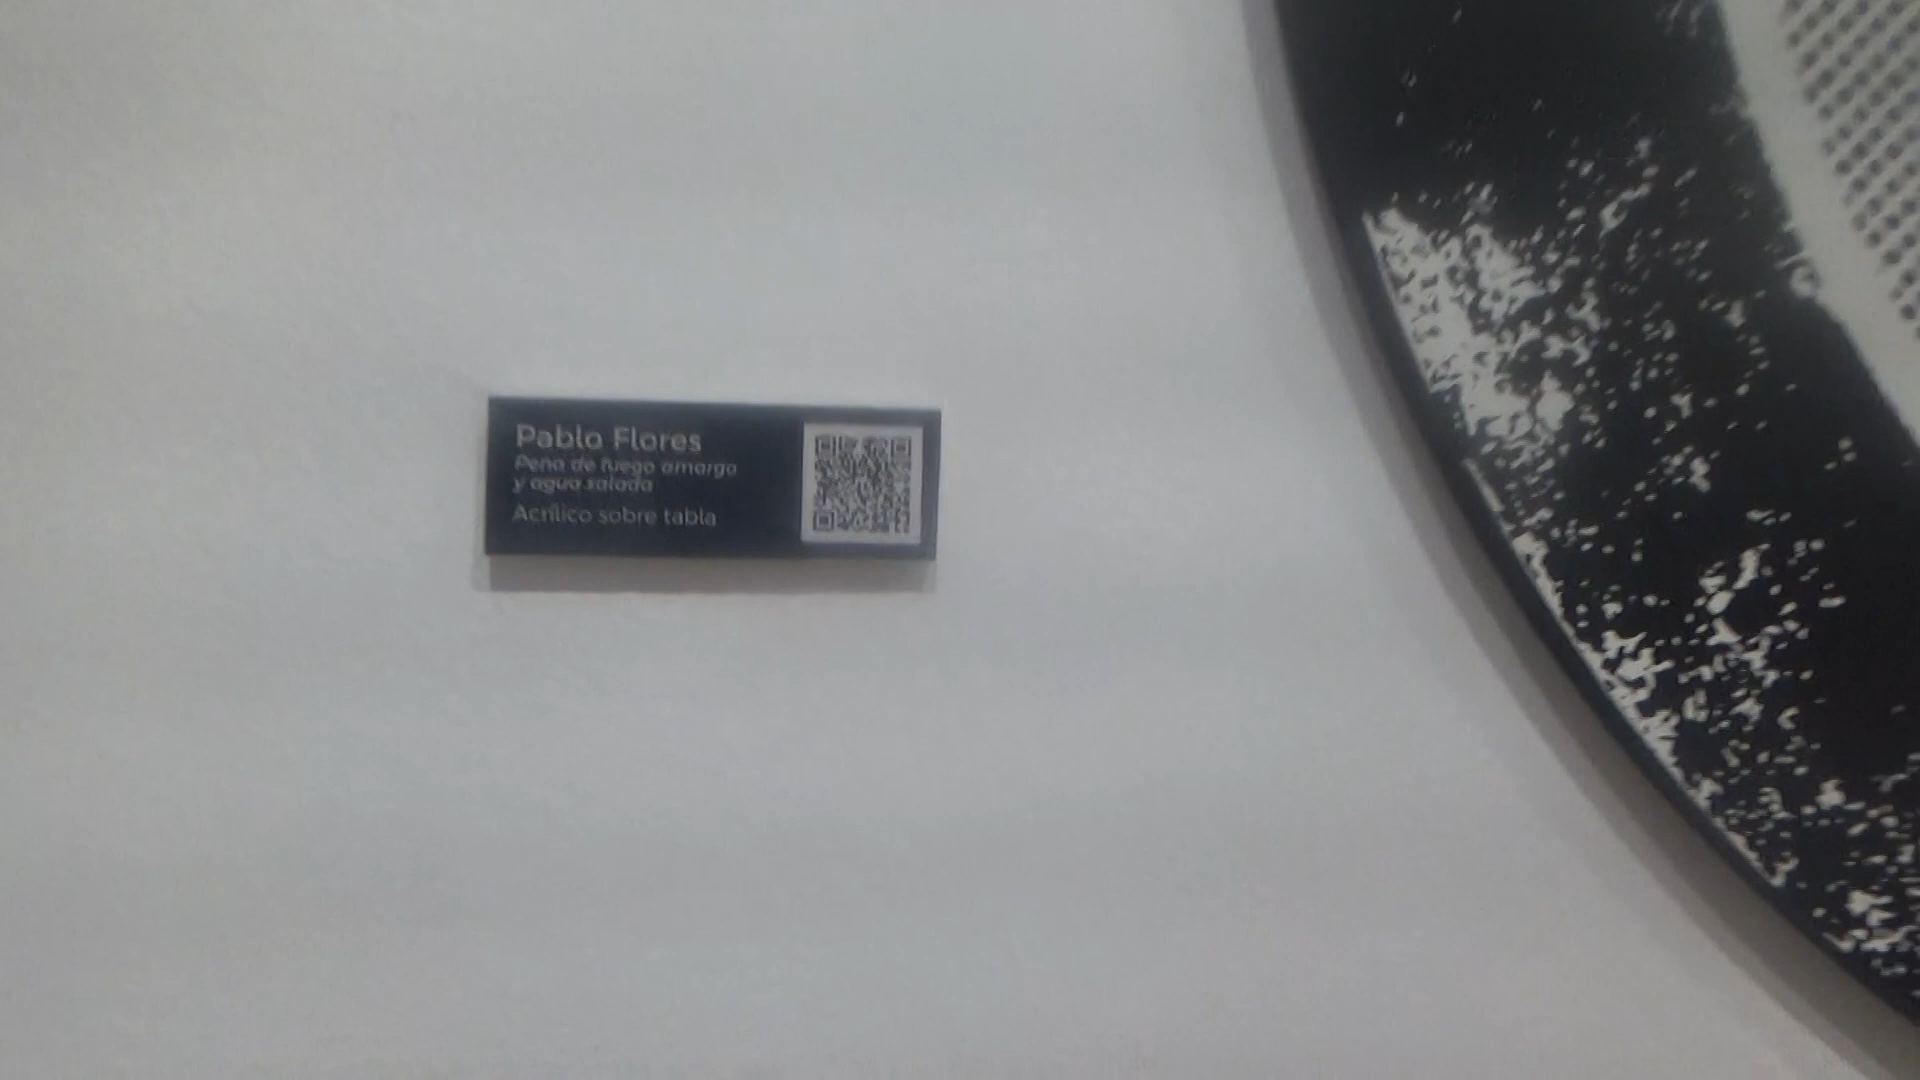 Pablo Flores
Pena de fuego amargo
y agua salada
Acrílico sobre tabla